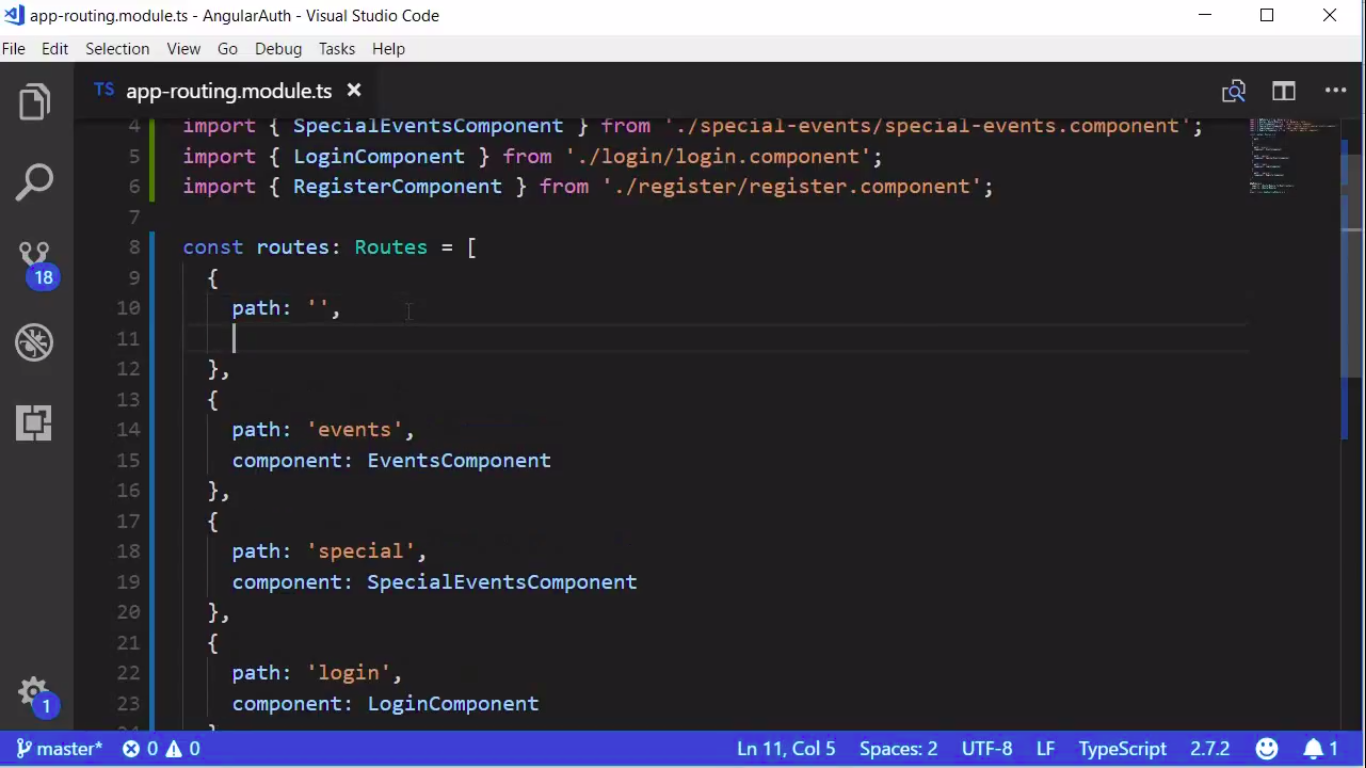 app-routing.module.ts - AngularAuth - Visual Studio Code
File Edit Selection View Go Debug Tasks Help
TS app-routing.module.ts
4 import { SpecialEventsComponent } from './special-events/special-events.component';
5 import { LoginComponent } from './login/login.component';
6 import { RegisterComponent } from './register/register.component';
7
8 const routes: Routes = [
9 {
10 path: '',
11
12 },
13 {
14 path: 'events',
15 component: EventsComponent
16 },
17 {
18 path: 'special',
19 component: SpecialEventsComponent
20 },
21 {
22 path: 'login',
23 component: LoginComponent
18
1
master* 0 0 Ln 11, Col 5 Spaces: 2 UTF-8 LF TypeScript 2.7.2 1